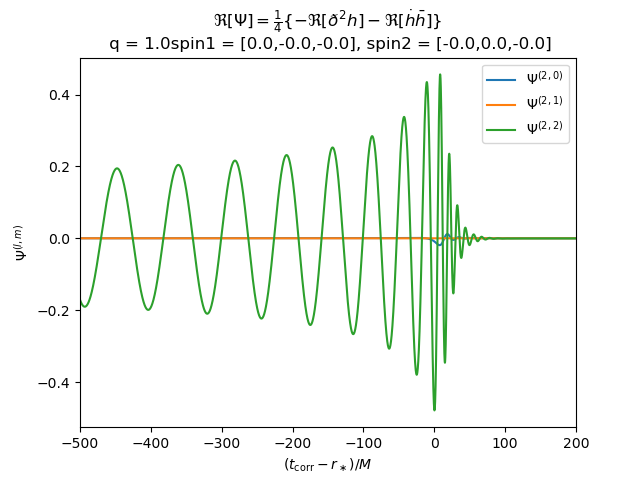 ℜ[Ψ] = 1/4{−ℜ[ð²h] − ℜ[ḣh̄]}
q = 1.0spin1 = [0.0,-0.0,-0.0], spin2 = [-0.0,0.0,-0.0]
Ψ^(2,0)
Ψ^(2,1)
Ψ^(2,2)
0.4
0.2
0.0
−0.2
−0.4
Ψ^(l,m)
−500 −400 −300 −200 −100 0 100 200
(t_corr − r_∗)/M